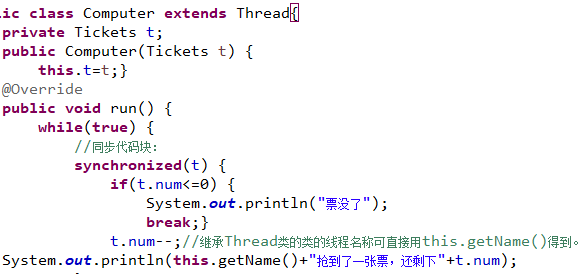 lic class Computer extends Thread{
private Tickets t;
public Computer(Tickets t) {
this.t=t;}
@Override
public void run() {
while(true) {
//同步代码块：
synchronized(t) {
if(t.num<=0) {
System.out.println("票没了");
break;}
t.num--;//继承Thread类的类的线程名称可直接用this.getName()得到。
System.out.println(this.getName()+"抢到了一张票，还剩下"+t.num);